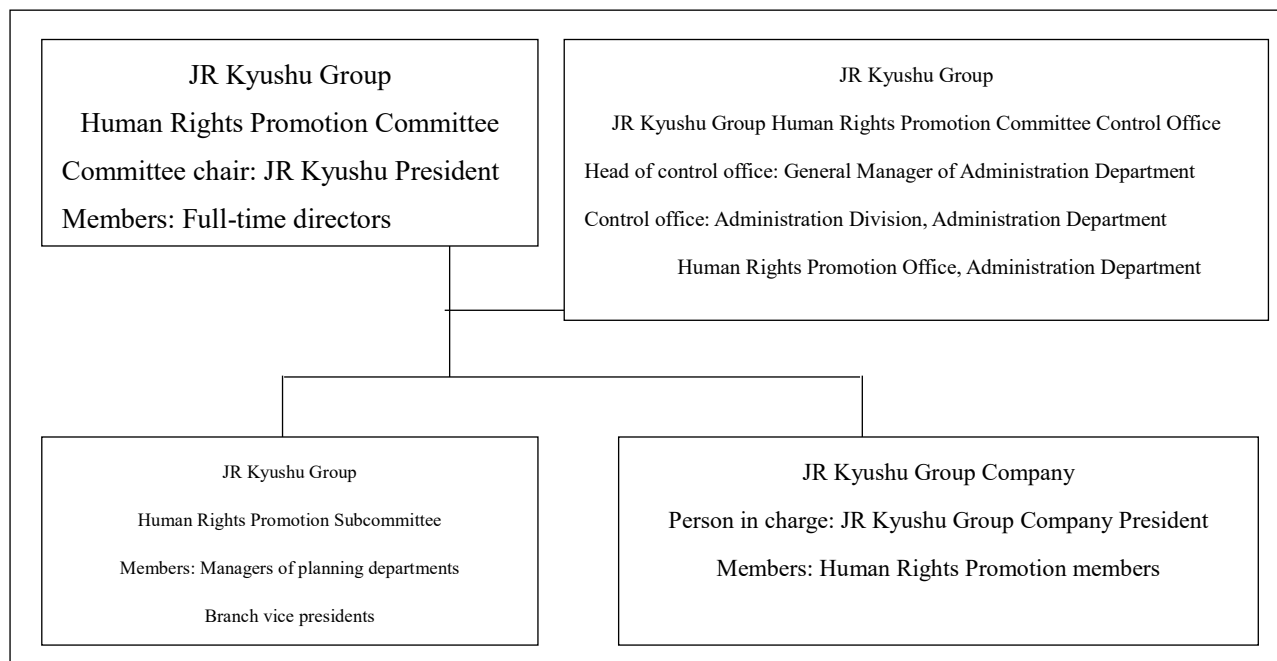 JR Kyushu Group
Human Rights Promotion Committee
Committee chair: JR Kyushu President
Members: Full-time directors
JR Kyushu Group
JR Kyushu Group Human Rights Promotion Committee Control Office
Head of control office: General Manager of Administration Department
Control office: Administration Division, Administration Department
Human Rights Promotion Office, Administration Department
JR Kyushu Group
Human Rights Promotion Subcommittee
Members: Managers of planning departments
Branch vice presidents
JR Kyushu Group Company
Person in charge: JR Kyushu Group Company President
Members: Human Rights Promotion members